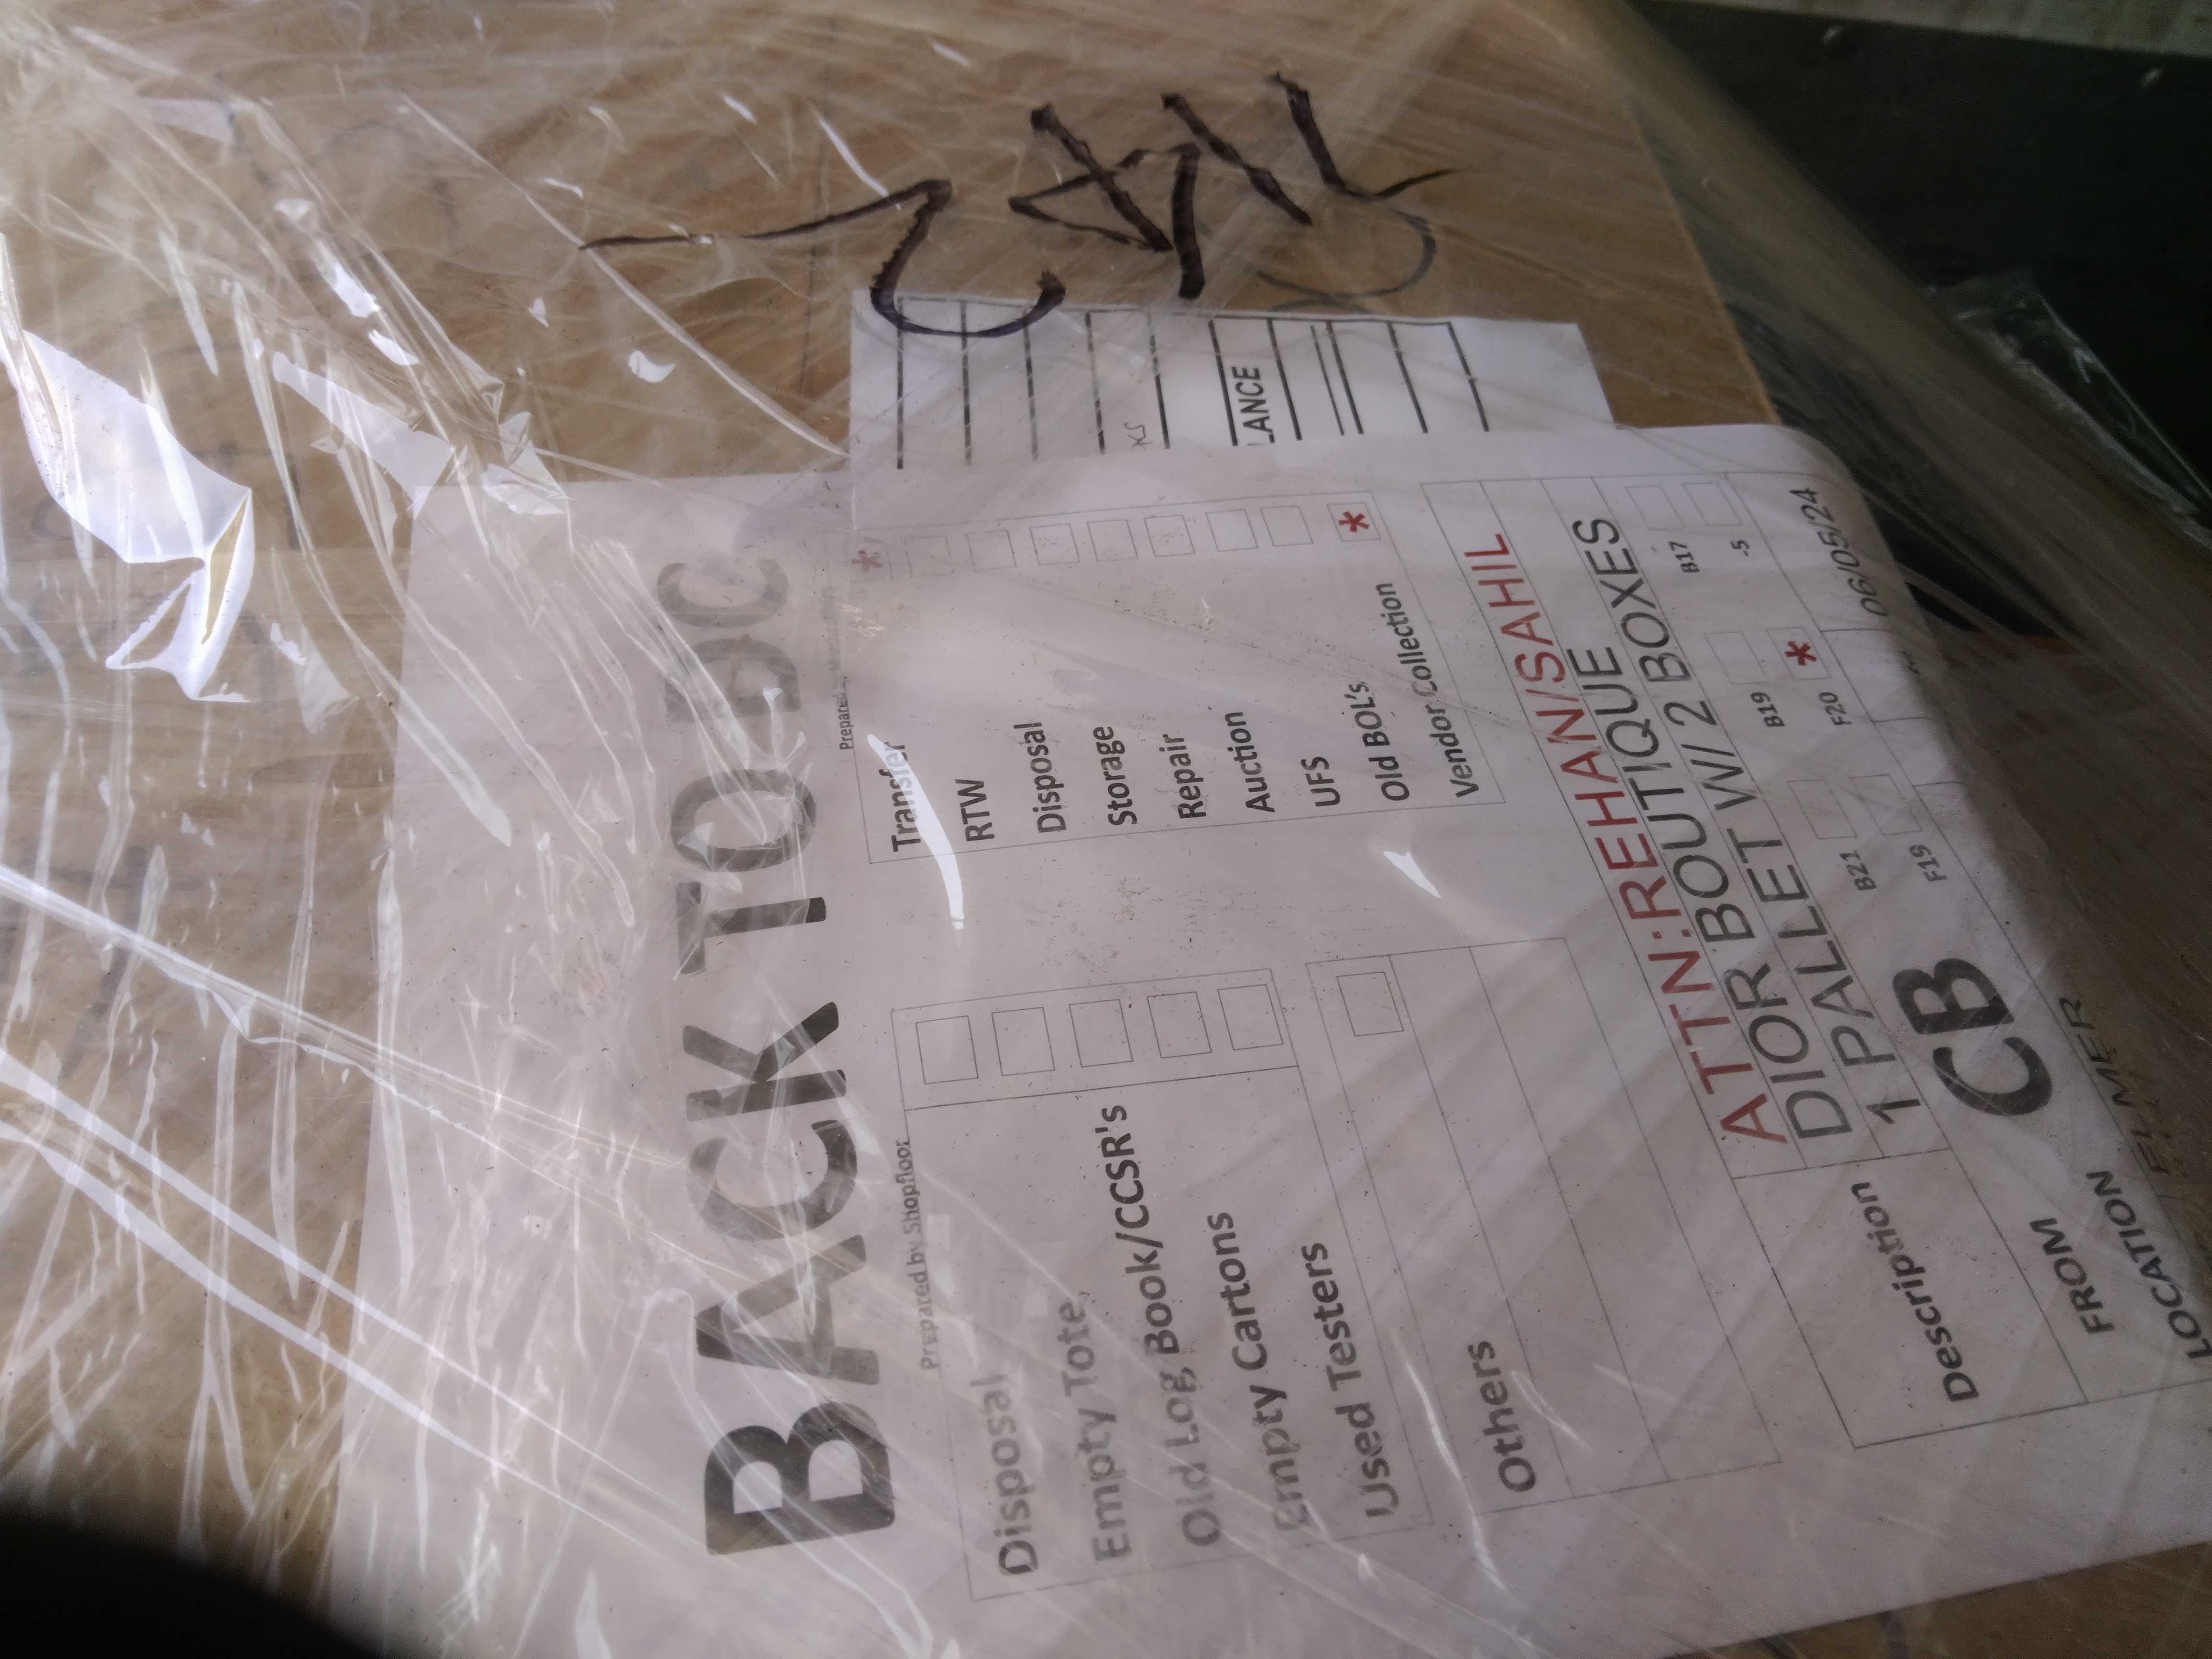 BACK TO DC
Prepared by Shopfloor
Disposal
Empty Tote,
Old Log Book/CCSR's
Empty Cartons
Used Testers
Others
Transfer *
RTW
Disposal
Storage
Repair
Auction
UFS
Old BOL's *
Vendor Collection
Description
ATTN:REHAN/SAHIL
DIOR BOUTIQUE
1 PALLET W/ 2 BOXES
FROM
CB
B21
B19
B17
F19
F20 *
-5
LOCATION
ELMER
06/05/24
LANCE